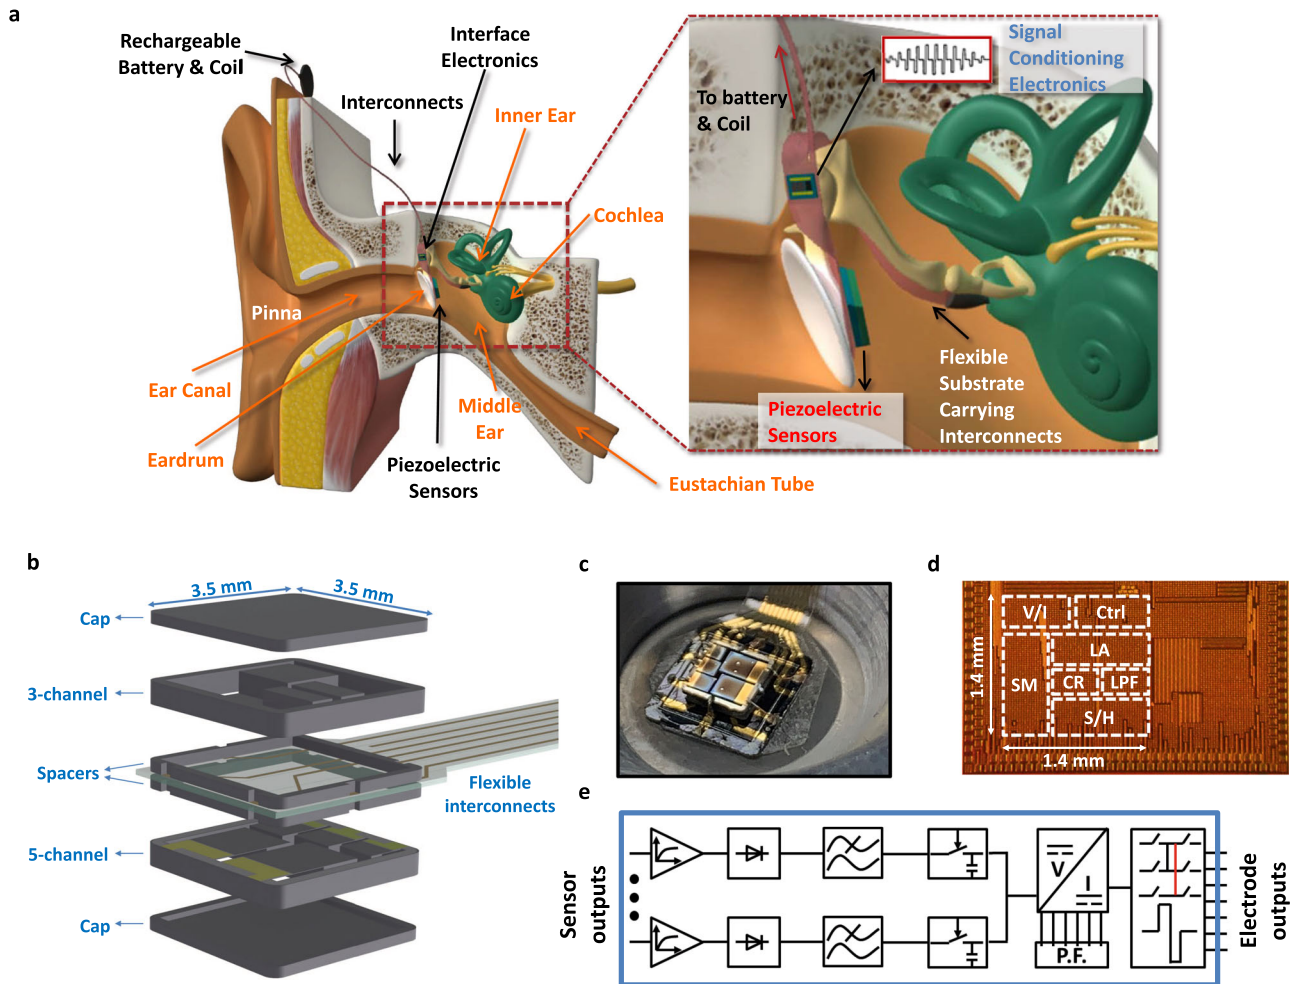 a
Rechargeable
Battery & Coil
Interface
Electronics
Interconnects
Inner Ear
Cochlea
Pinna
Ear Canal
Eardrum
Middle
Ear
Piezoelectric
Sensors
Eustachian Tube
Signal
Conditioning
Electronics
To battery
& Coil
Piezoelectric
Sensors
Flexible
Substrate
Carrying
Interconnects
b
3.5 mm
3.5 mm
Cap
3-channel
Spacers
Flexible
interconnects
5-channel
Cap
c
d
V/I
Ctrl
LA
SM
CR
LPF
S/H
1.4 mm
1.4 mm
e
Sensor
outputs
V
I
P.F.
Electrode
outputs